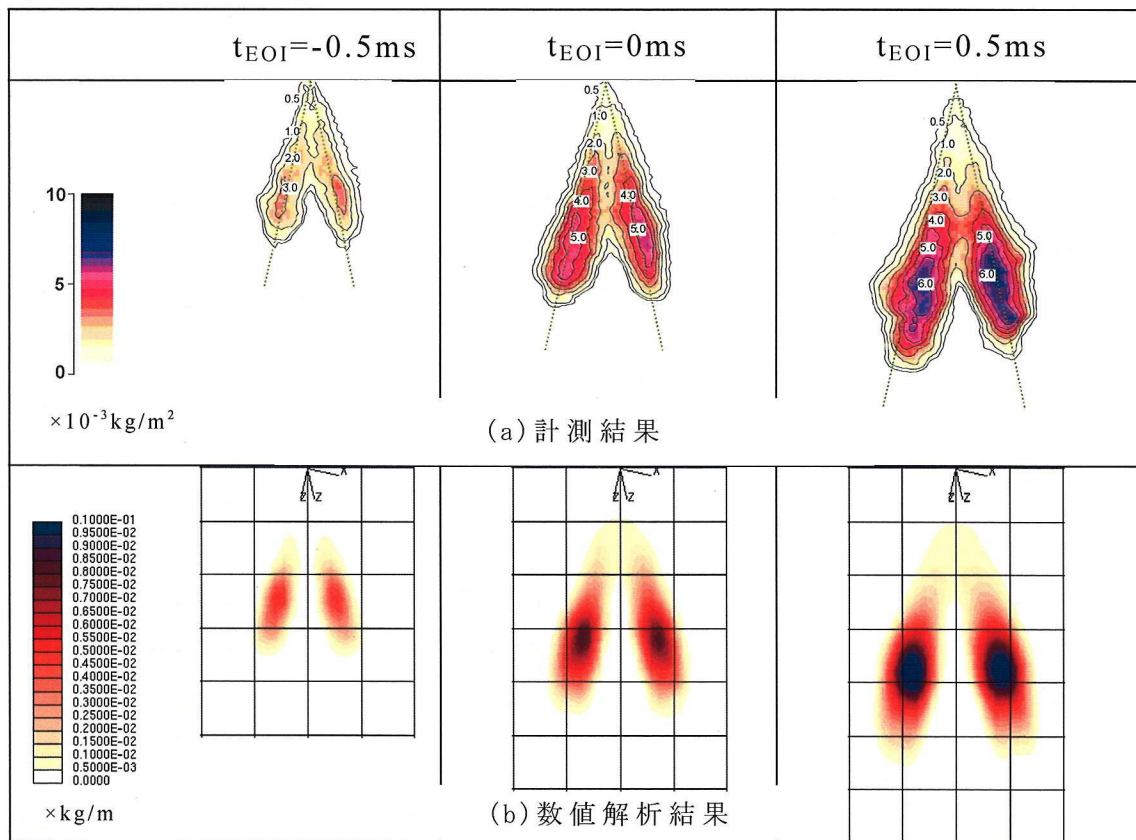 t_EOI=-0.5ms
t_EOI=0ms
t_EOI=0.5ms
0.5
1.0
2.0
3.0
0.5
1.0
2.0
3.0
4.0
4.0
5.0
5.0
0.5
1.0
2.0
3.0
4.0
5.0
5.0
6.0
6.0
10
5
0
×10⁻³kg/m²
(a)計測結果
x
z z
x
z z
x
z z
0.1000E-01
0.9500E-02
0.9000E-02
0.8500E-02
0.8000E-02
0.7500E-02
0.7000E-02
0.6500E-02
0.6000E-02
0.5500E-02
0.5000E-02
0.4500E-02
0.4000E-02
0.3500E-02
0.3000E-02
0.2500E-02
0.2000E-02
0.1500E-02
0.1000E-02
0.5000E-03
0.0000
×kg/m
(b)数値解析結果